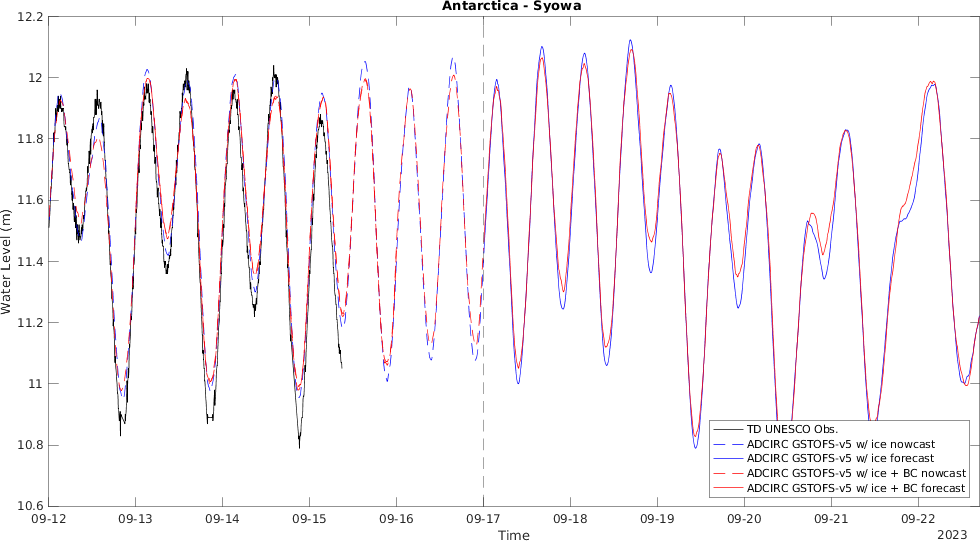 Antarctica - Syowa
Water Level (m)
12.2
12
11.8
11.6
11.4
11.2
11
10.8
10.6
TD UNESCO Obs.
ADCIRC GSTOFS-v5 w/ ice nowcast
ADCIRC GSTOFS-v5 w/ ice forecast
ADCIRC GSTOFS-v5 w/ ice + BC nowcast
ADCIRC GSTOFS-v5 w/ ice + BC forecast
09-12 09-13 09-14 09-15 09-16 09-17 09-18 09-19 09-20 09-21 09-22
Time
2023